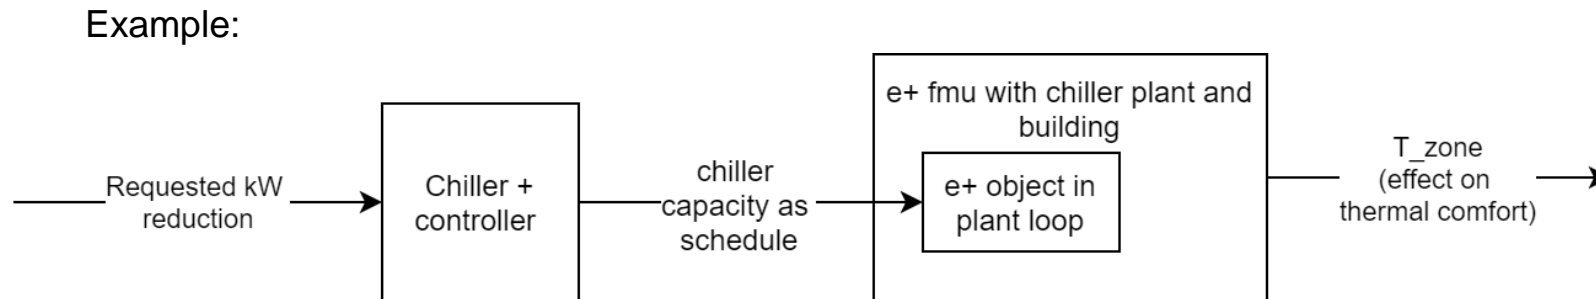 Example:
Requested kW
reduction
Chiller +
controller
chiller
capacity as
schedule
e+ fmu with chiller plant and
building
e+ object in
plant loop
T_zone
(effect on
thermal comfort)